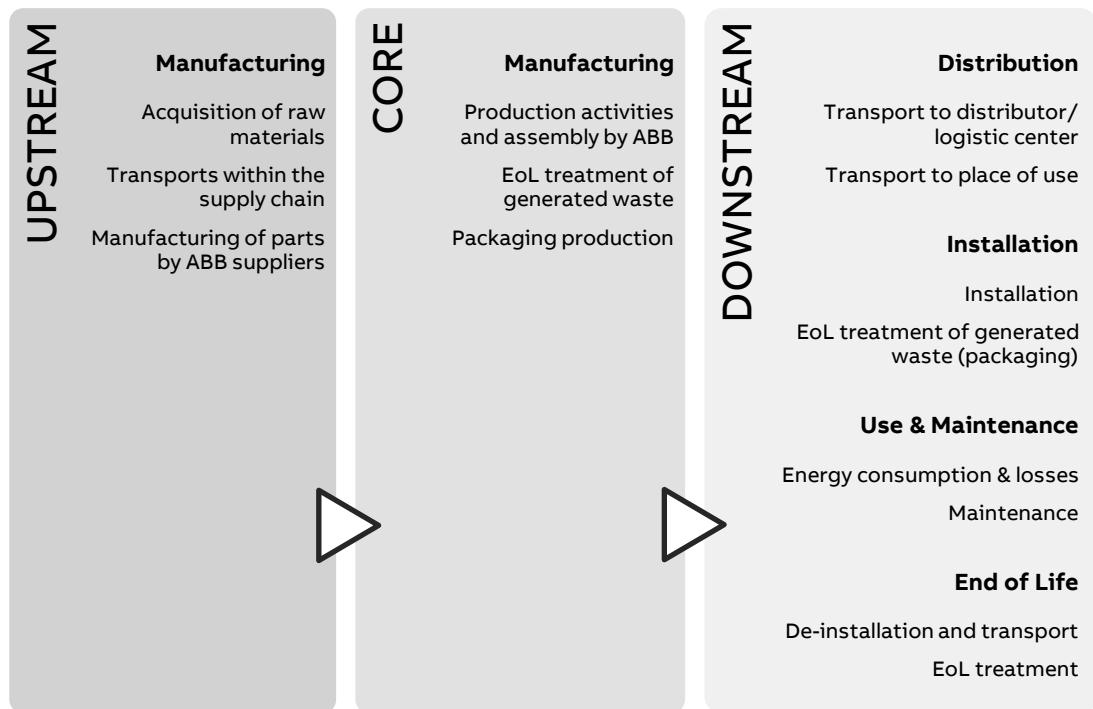 UPSTREAM
Manufacturing
Acquisition of raw
materials
Transports within the
supply chain
Manufacturing of parts
by ABB suppliers
CORE
Manufacturing
Production activities
and assembly by ABB
EoL treatment of
generated waste
Packaging production
DOWNSTREAM
Distribution
Transport to distributor/
logistic center
Transport to place of use
Installation
Installation
EoL treatment of generated
waste (packaging)
Use & Maintenance
Energy consumption & losses
Maintenance
End of Life
De-installation and transport
EoL treatment